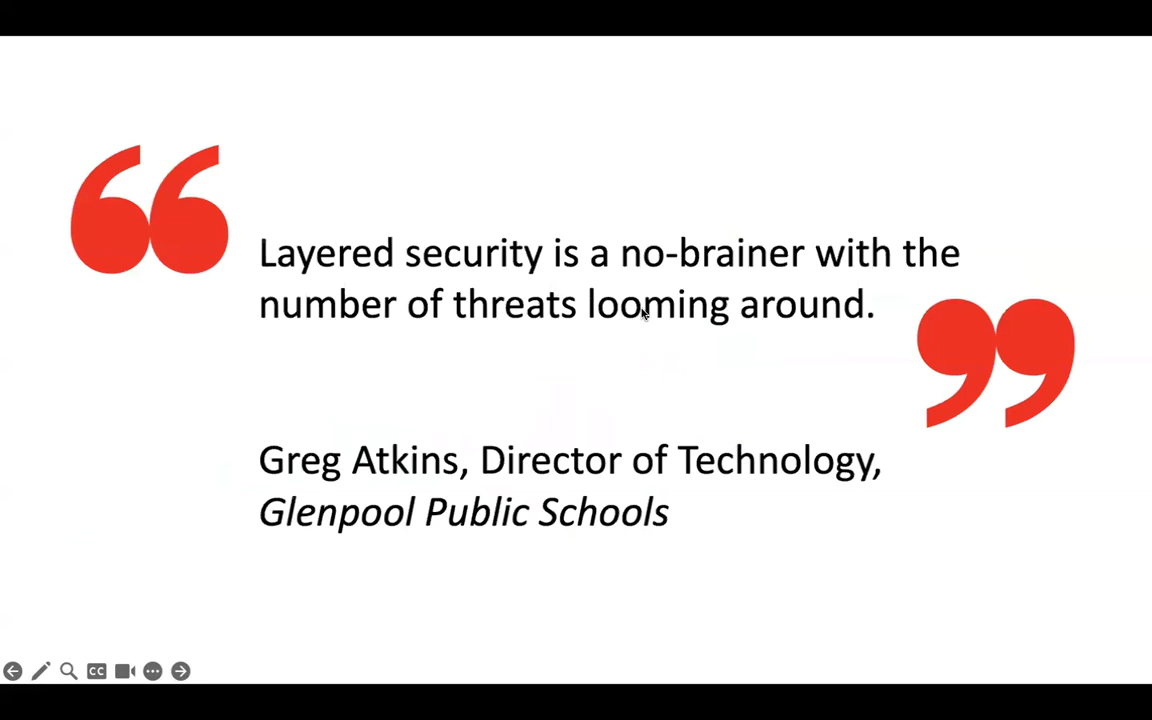 “
Layered security is a no-brainer with the
number of threats looming around.
”
Greg Atkins, Director of Technology,
Glenpool Public Schools
CC